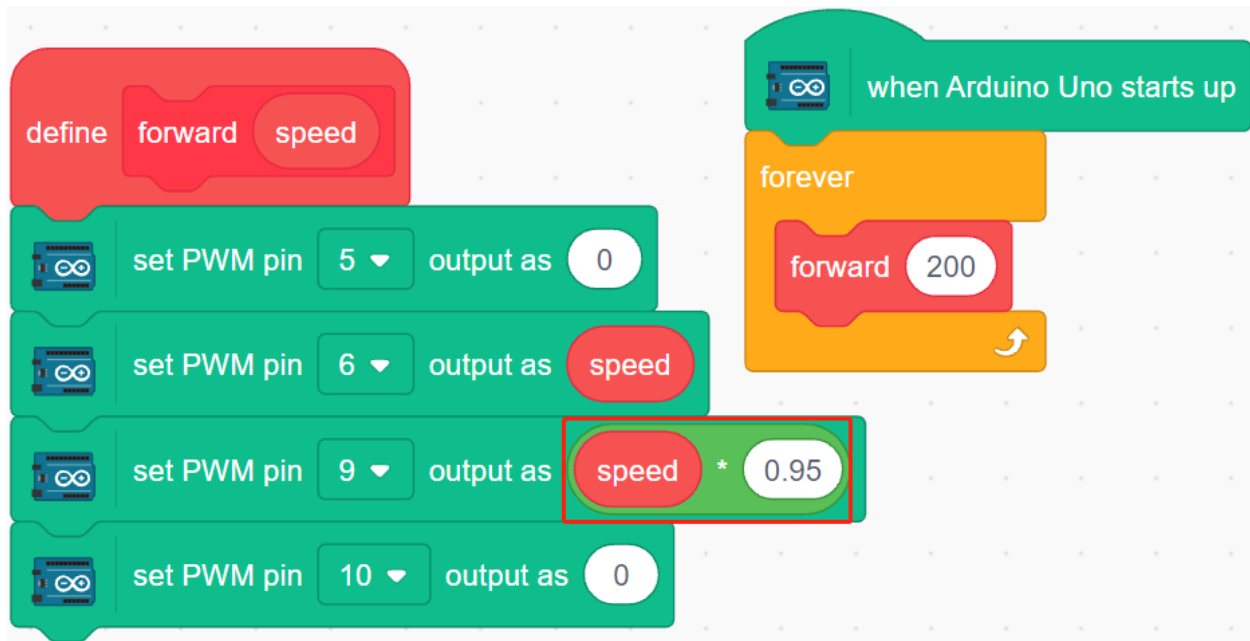 define forward speed
set PWM pin 5 output as 0
set PWM pin 6 output as speed
set PWM pin 9 output as speed * 0.95
set PWM pin 10 output as 0
when Arduino Uno starts up
forever
forward 200